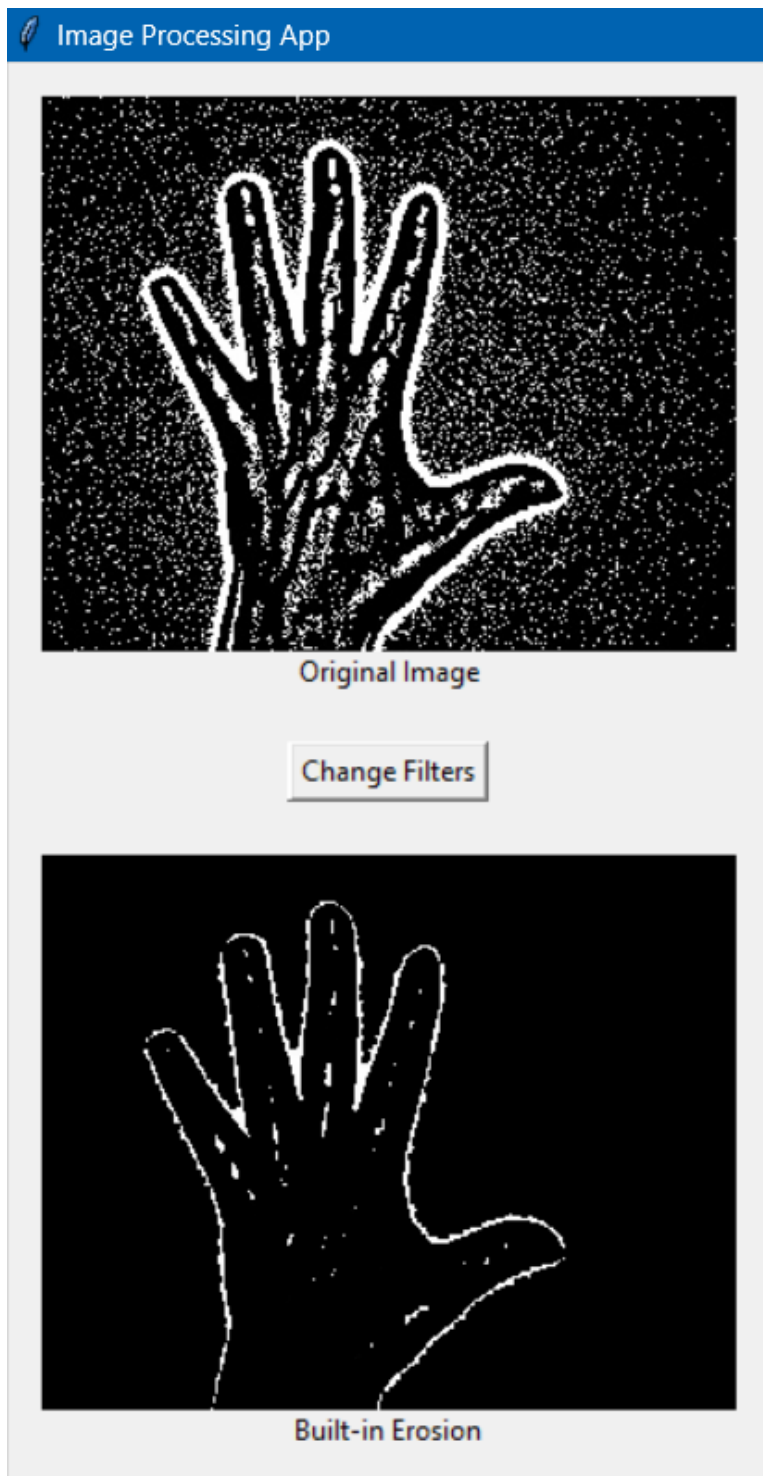 Image Processing App
Original Image
Change Filters
Built-in Erosion